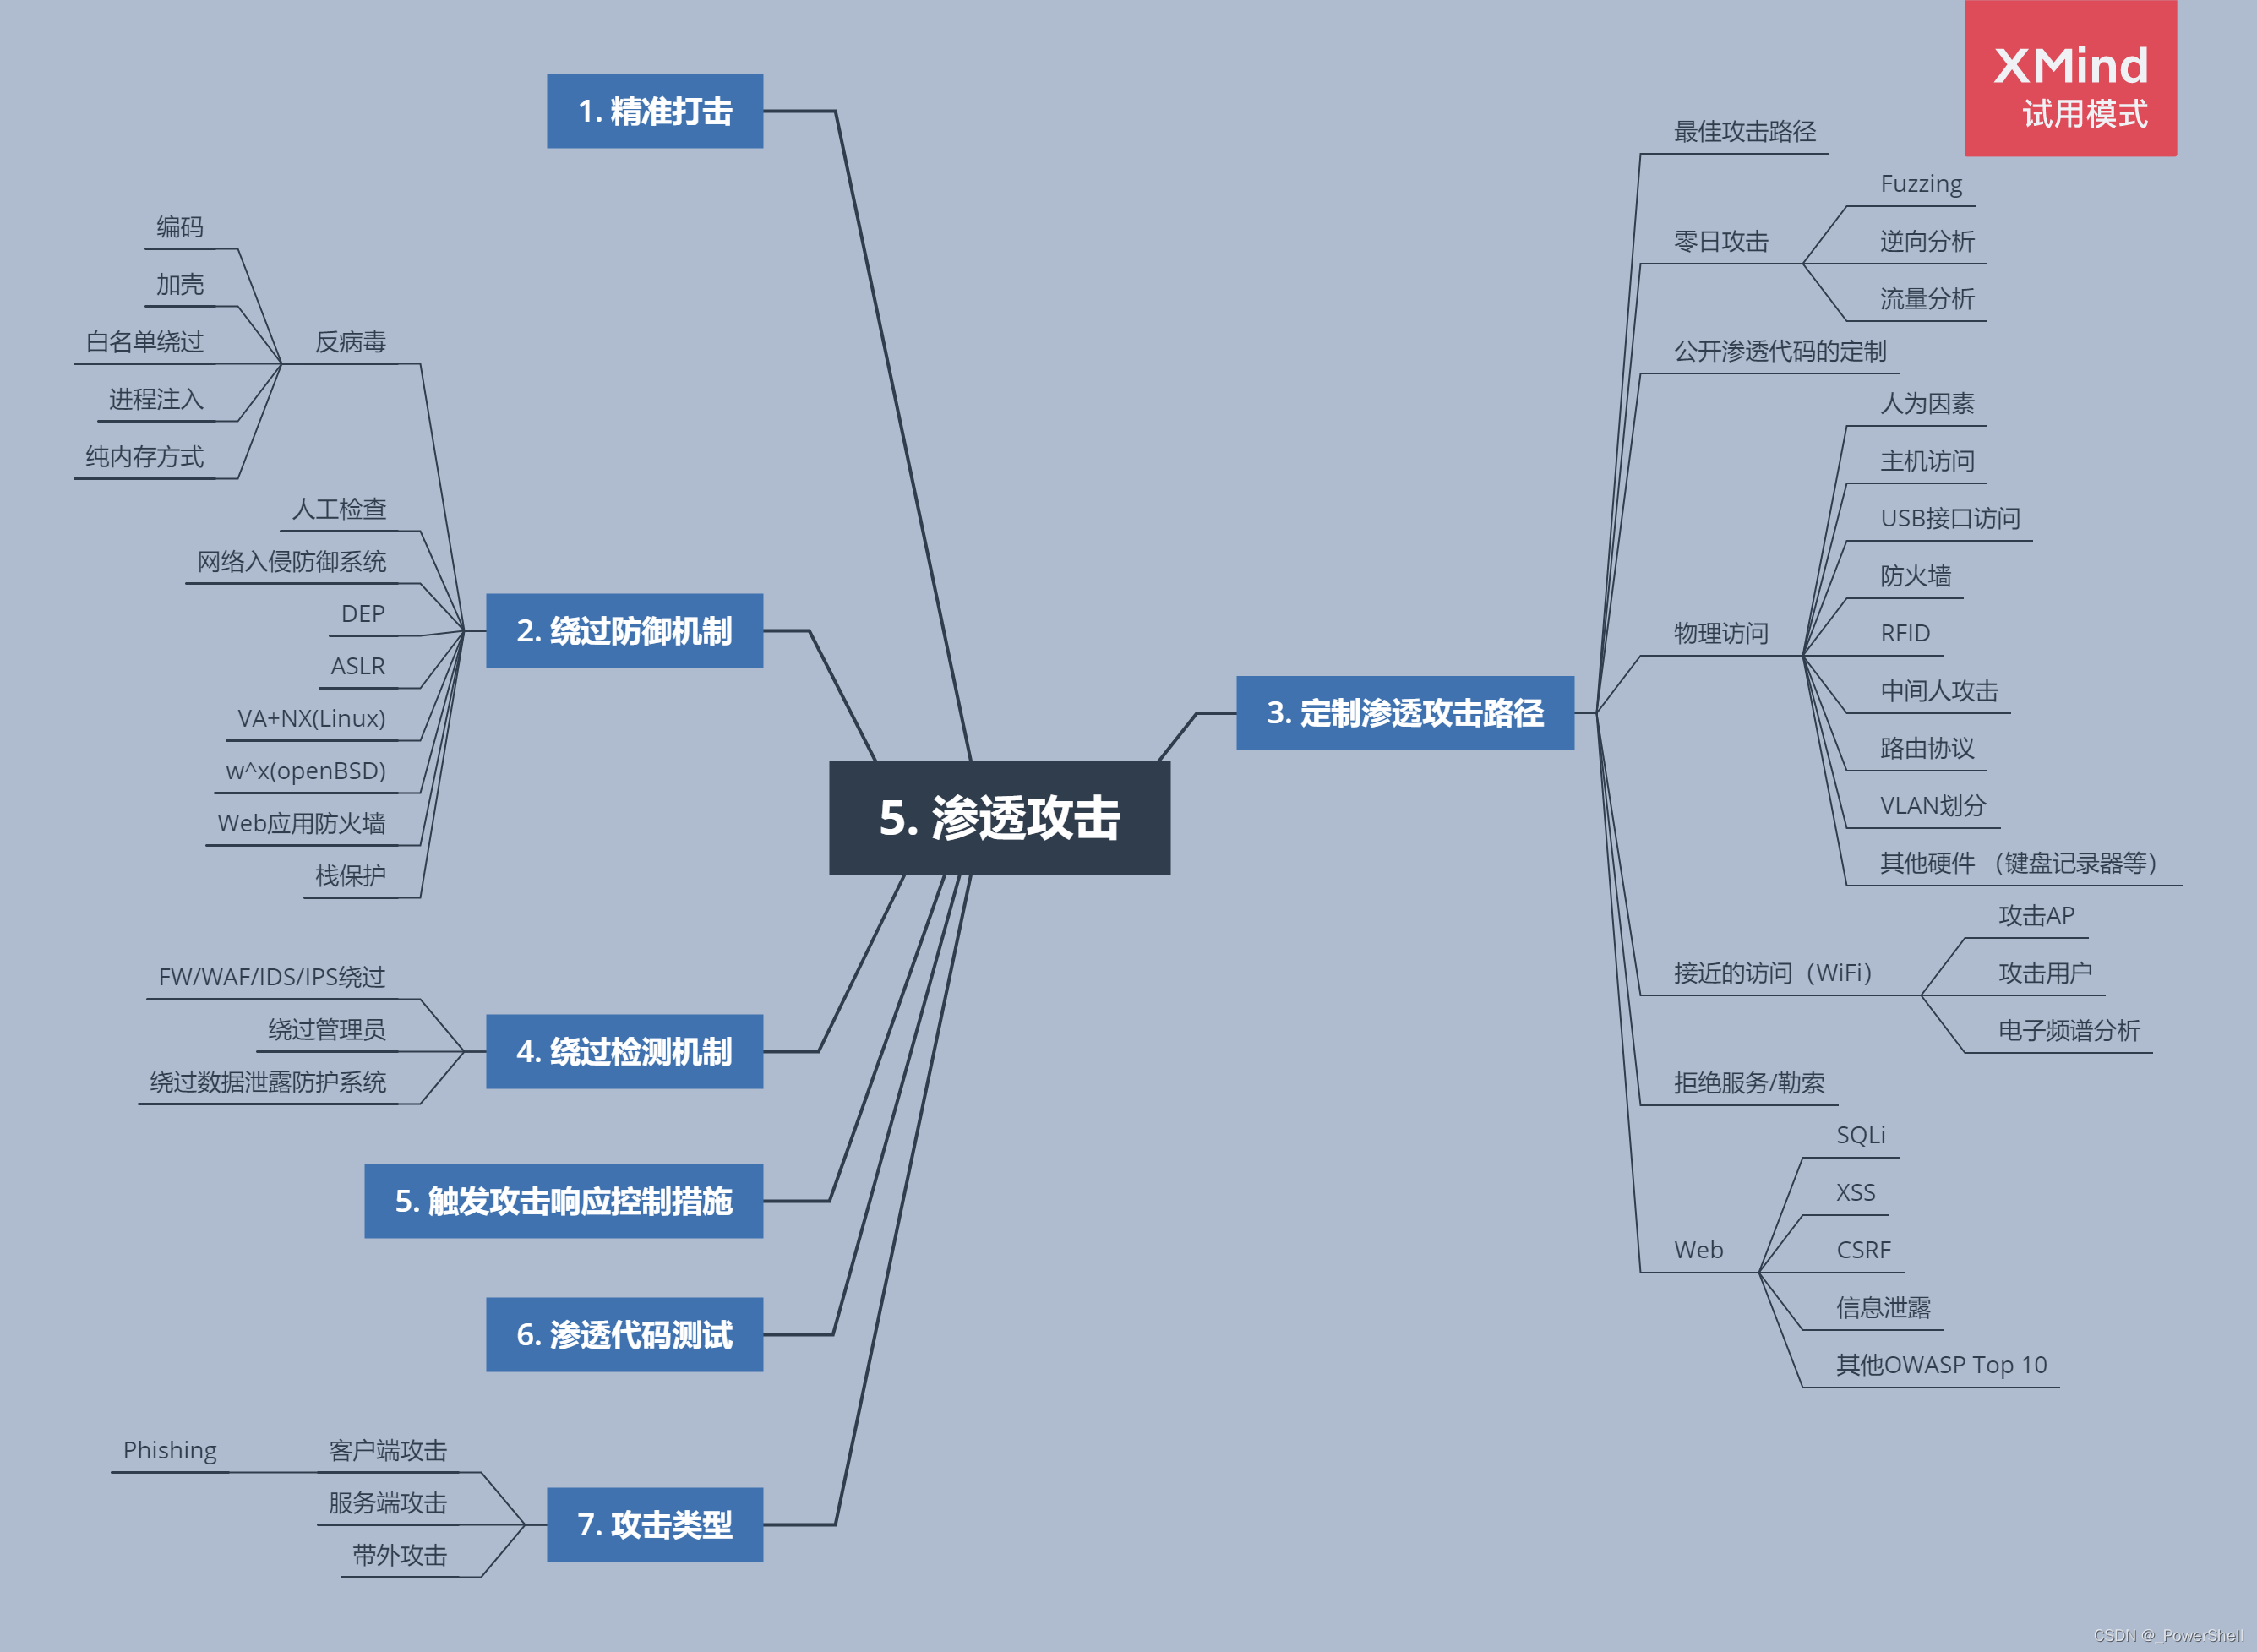 XMind
试用模式
5. 渗透攻击
1. 精准打击
2. 绕过防御机制
反病毒
编码
加壳
白名单绕过
进程注入
纯内存方式
人工检查
网络入侵防御系统
DEP
ASLR
VA+NX(Linux)
w^x(openBSD)
Web应用防火墙
栈保护
3. 定制渗透攻击路径
最佳攻击路径
零日攻击
Fuzzing
逆向分析
流量分析
公开渗透代码的定制
物理访问
人为因素
主机访问
USB接口访问
防火墙
RFID
中间人攻击
路由协议
VLAN划分
其他硬件 （键盘记录器等）
接近的访问（WiFi）
攻击AP
攻击用户
电子频谱分析
拒绝服务/勒索
Web
SQLi
XSS
CSRF
信息泄露
其他OWASP Top 10
4. 绕过检测机制
FW/WAF/IDS/IPS绕过
绕过管理员
绕过数据泄露防护系统
5. 触发攻击响应控制措施
6. 渗透代码测试
7. 攻击类型
客户端攻击
Phishing
服务端攻击
带外攻击
CSDN @_PowerShell